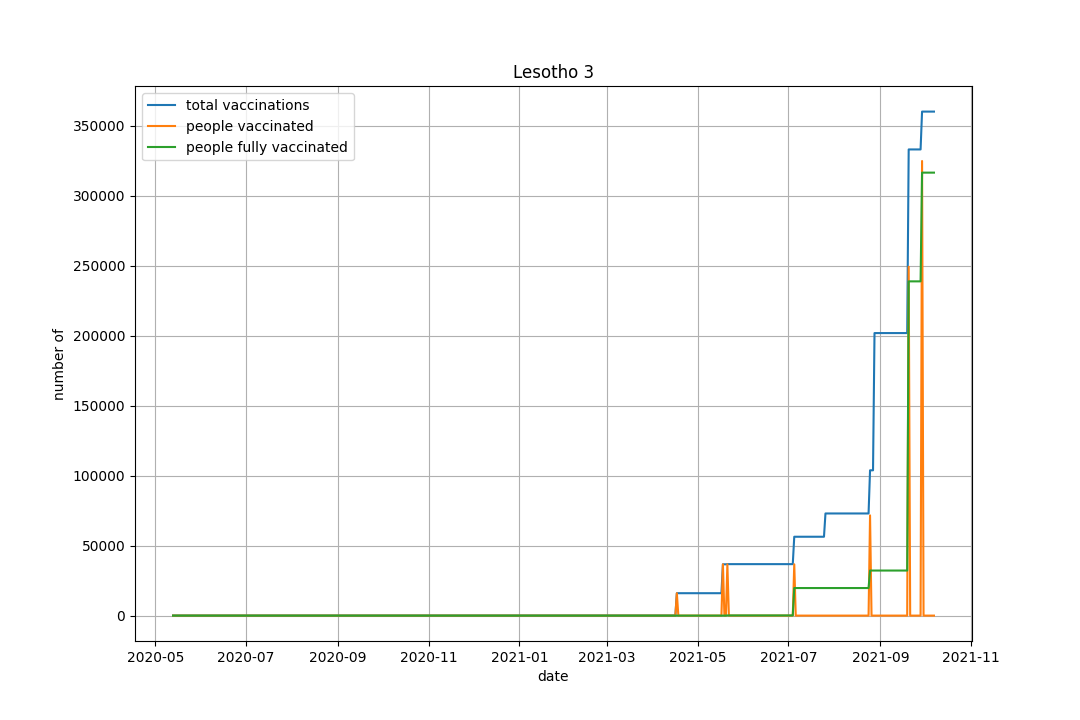 Lesotho 3
total vaccinations
people vaccinated
people fully vaccinated
350000
300000
250000
200000
150000
100000
50000
0
number of
2020-05 2020-07 2020-09 2020-11 2021-01 2021-03 2021-05 2021-07 2021-09 2021-11
date